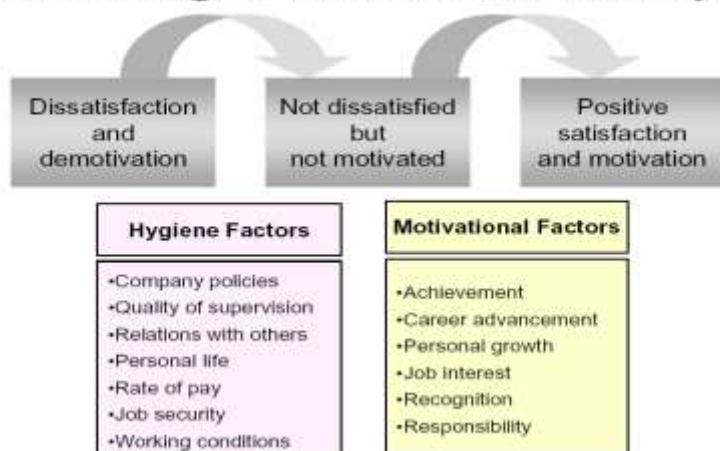 Dissatisfaction
and
demotivation
Not dissatisfied
but
not motivated
Positive
satisfaction
and motivation
Hygiene Factors
•Company policies
•Quality of supervision
•Relations with others
•Personal life
•Rate of pay
•Job security
•Working conditions
Motivational Factors
•Achievement
•Career advancement
•Personal growth
•Job interest
•Recognition
•Responsibility